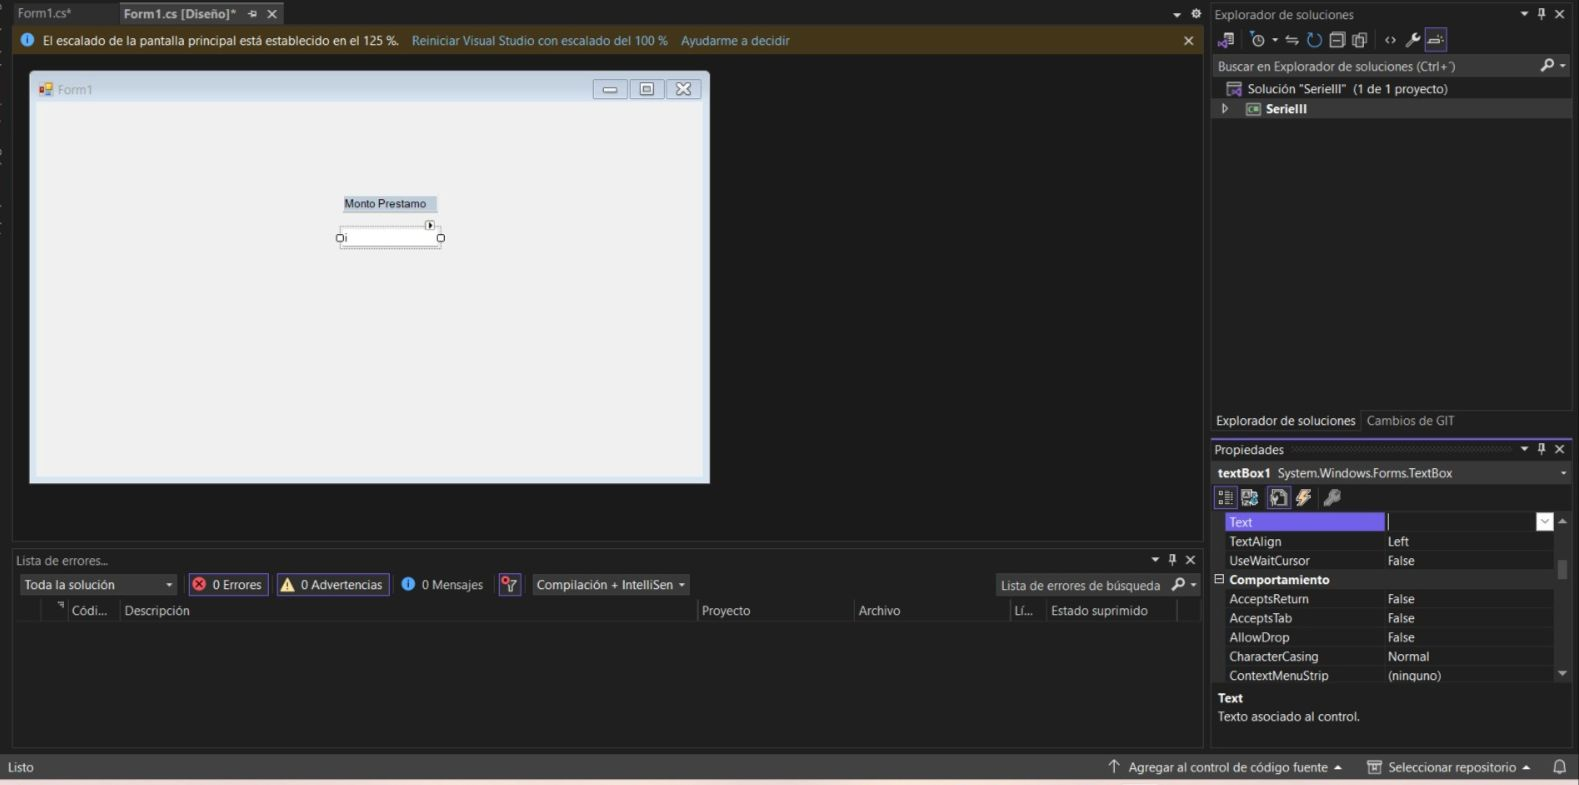 Form1.cs*
Form1.cs [Diseño]*
El escalado de la pantalla principal está establecido en el 125 %. Reiniciar Visual Studio con escalado del 100 % Ayudarme a decidir
Form1
Monto Prestamo
i
Explorador de soluciones
Buscar en Explorador de soluciones (Ctrl+´)
Solución "SerieIII" (1 de 1 proyecto)
C#
SerieIII
Explorador de soluciones Cambios de GIT
Propiedades
textBox1 System.Windows.Forms.TextBox
Text
TextAlign Left
UseWaitCursor False
Comportamiento
AcceptsReturn False
AcceptsTab False
AllowDrop False
CharacterCasing Normal
ContextMenuStrip (ninguno)
Text
Texto asociado al control.
Lista de errores...
Toda la solución 0 Errores 0 Advertencias 0 Mensajes Compilación + IntelliSen Lista de errores de búsqueda
Códi... Descripción Proyecto Archivo Lí... Estado suprimido
Listo Agregar al control de código fuente Seleccionar repositorio